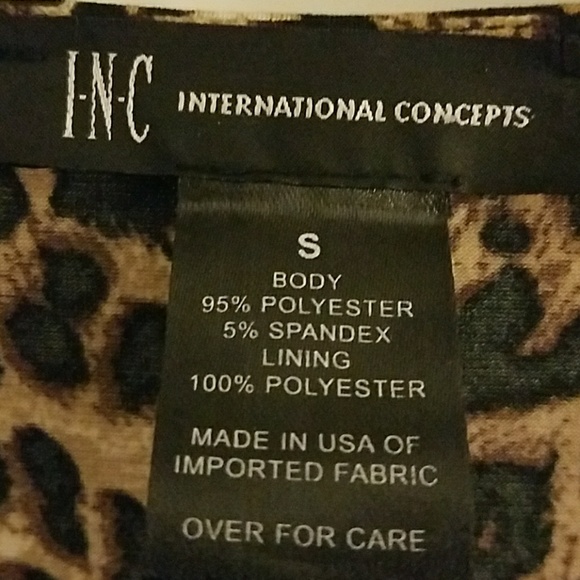 I·N·C INTERNATIONAL CONCEPTS
S
BODY
95% POLYESTER
5% SPANDEX
LINING
100% POLYESTER
MADE IN USA OF
IMPORTED FABRIC
OVER FOR CARE